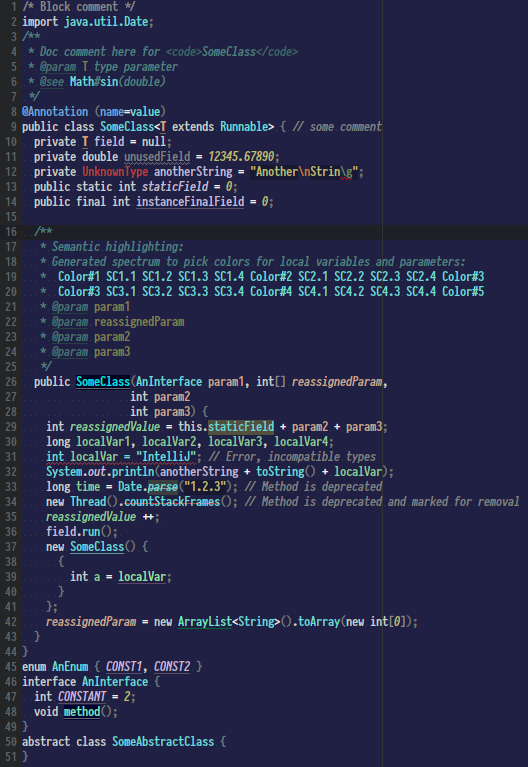 1 /* Block comment */
2 import java.util.Date;
3 /**
4  * Doc comment here for <code>SomeClass</code>
5  * @param T type parameter
6  * @see Math#sin(double)
7  */
8 @Annotation (name=value)
9 public class SomeClass<T extends Runnable> { // some comment
10   private T field = null;
11   private double unusedField = 12345.67890;
12   private UnknownType anotherString = "Another\nStrin\g";
13   public static int staticField = 0;
14   public final int instanceFinalField = 0;
15
16   /**
17    * Semantic highlighting:
18    * Generated spectrum to pick colors for local variables and parameters:
19    *  Color#1 SC1.1 SC1.2 SC1.3 SC1.4 Color#2 SC2.1 SC2.2 SC2.3 SC2.4 Color#3
20    *  Color#3 SC3.1 SC3.2 SC3.3 SC3.4 Color#4 SC4.1 SC4.2 SC4.3 SC4.4 Color#5
21    * @param param1
22    * @param reassignedParam
23    * @param param2
24    * @param param3
25    */
26   public SomeClass(AnInterface param1, int[] reassignedParam,
27                   int param2
28                   int param3) {
29     int reassignedValue = this.staticField + param2 + param3;
30     long localVar1, localVar2, localVar3, localVar4;
31     int localVar = "IntelliJ"; // Error, incompatible types
32     System.out.println(anotherString + toString() + localVar);
33     long time = Date.parse("1.2.3"); // Method is deprecated
34     new Thread().countStackFrames(); // Method is deprecated and marked for removal
35     reassignedValue ++;
36     field.run();
37     new SomeClass() {
38       {
39         int a = localVar;
40       }
41     };
42     reassignedParam = new ArrayList<String>().toArray(new int[0]);
43   }
44 }
45 enum AnEnum { CONST1, CONST2 }
46 interface AnInterface {
47   int CONSTANT = 2;
48   void method();
49 }
50 abstract class SomeAbstractClass {
51 }